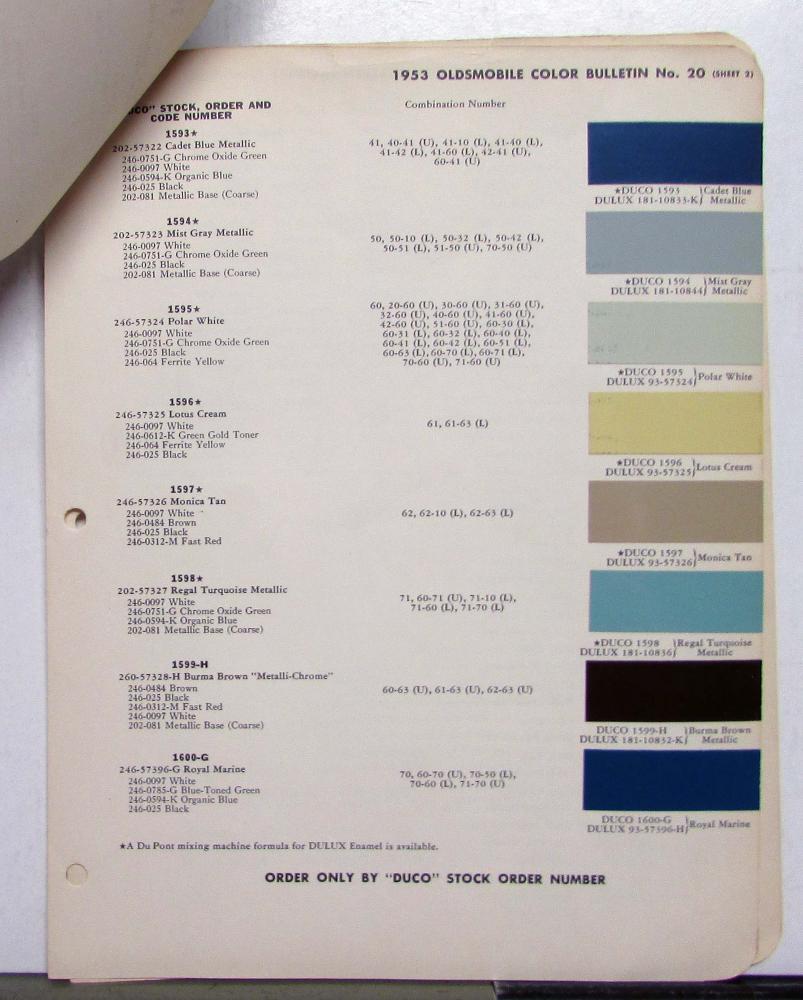 1953 OLDSMOBILE COLOR BULLETIN No. 20 (SHEET 2)
STOCK, ORDER AND
CODE NUMBER
Combination Number
1593★
202-57322 Cadet Blue Metallic
246-0751-G Chrome Oxide Green
246-0097 White
246-0594-K Organic Blue
246-025 Black
202-081 Metallic Base (Coarse)
41, 40-41 (U), 41-10 (L), 41-40 (L),
41-42 (L), 41-60 (L), 42-41 (U),
60-41 (U)
★DUCO 1593 } Cadet Blue
DULUX 181-10833-K } Metallic
1594★
202-57323 Mist Gray Metallic
246-0097 White
246-0751-G Chrome Oxide Green
246-025 Black
202-081 Metallic Base (Coarse)
50, 50-10 (L), 50-32 (L), 50-42 (L),
50-51 (L), 51-50 (U), 70-50 (U)
★DUCO 1594 } Mist Gray
DULUX 181-10844 } Metallic
1595★
246-57324 Polar White
246-0097 White
246-0751-G Chrome Oxide Green
246-025 Black
246-064 Ferrite Yellow
60, 20-60 (U), 30-60 (U), 31-60 (U),
32-60 (U), 40-60 (U), 41-60 (U),
42-60 (U), 51-60 (U), 60-30 (L),
60-31 (L), 60-32 (L), 60-40 (L),
60-41 (L), 60-42 (L), 60-51 (L),
60-63 (L), 60-70 (L), 60-71 (L),
70-60 (U), 71-60 (U)
★DUCO 1595 } Polar White
DULUX 93-57324
1596★
246-57325 Lotus Cream
246-0097 White
246-0612-K Green Gold Toner
246-064 Ferrite Yellow
246-025 Black
61, 61-63 (L)
★DUCO 1596 } Lotus Cream
DULUX 93-57325
1597★
246-57326 Monica Tan
246-0097 White
246-0484 Brown
246-025 Black
246-0312-M Fast Red
62, 62-10 (L), 62-63 (L)
★DUCO 1597 } Monica Tan
DULUX 93-57326
1598★
202-57327 Regal Turquoise Metallic
246-0097 White
246-0751-G Chrome Oxide Green
246-0594-K Organic Blue
202-081 Metallic Base (Coarse)
71, 60-71 (U), 71-10 (L),
71-60 (L), 71-70 (L)
★DUCO 1598 } Regal Turquoise
DULUX 181-10836 } Metallic
1599-H
260-57328-H Burma Brown "Metalli-Chrome"
246-0484 Brown
246-025 Black
246-0312-M Fast Red
246-0097 White
202-081 Metallic Base (Coarse)
60-63 (U), 61-63 (U), 62-63 (U)
DUCO 1599-H } Burma Brown
DULUX 181-10832-K } Metallic
1600-G
246-57396-G Royal Marine
246-0097 White
246-0785-G Blue-Toned Green
246-0594-K Organic Blue
246-025 Black
70, 60-70 (U), 70-50 (L),
70-60 (L), 71-70 (U)
DUCO 1600-G } Royal Marine
DULUX 93-57396-H
★A Du Pont mixing machine formula for DULUX Enamel is available.
ORDER ONLY BY "DUCO" STOCK ORDER NUMBER